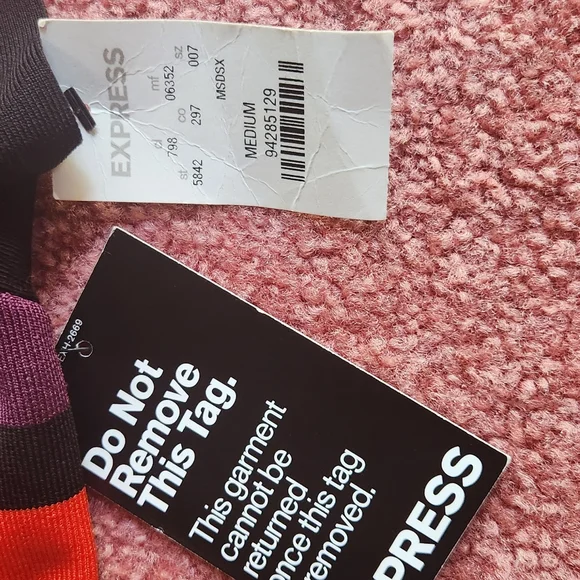 EXPRESS
cl mf sz
798 06352 007
st co
5842 297 MSDSX
MEDIUM
94285129
Do Not
Remove
This Tag.
This garment
cannot be
returned
once this tag
removed.
PRESS